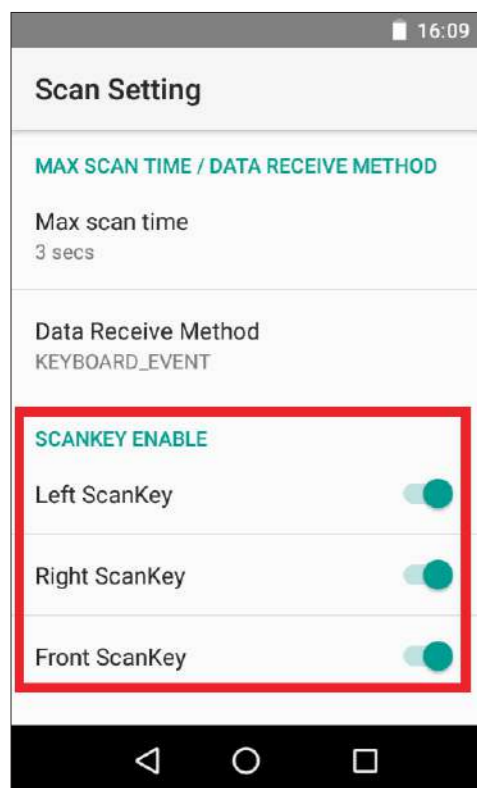 16:09
Scan Setting
MAX SCAN TIME / DATA RECEIVE METHOD
Max scan time
3 secs
Data Receive Method
KEYBOARD_EVENT
SCANKEY ENABLE
Left ScanKey
Right ScanKey
Front ScanKey